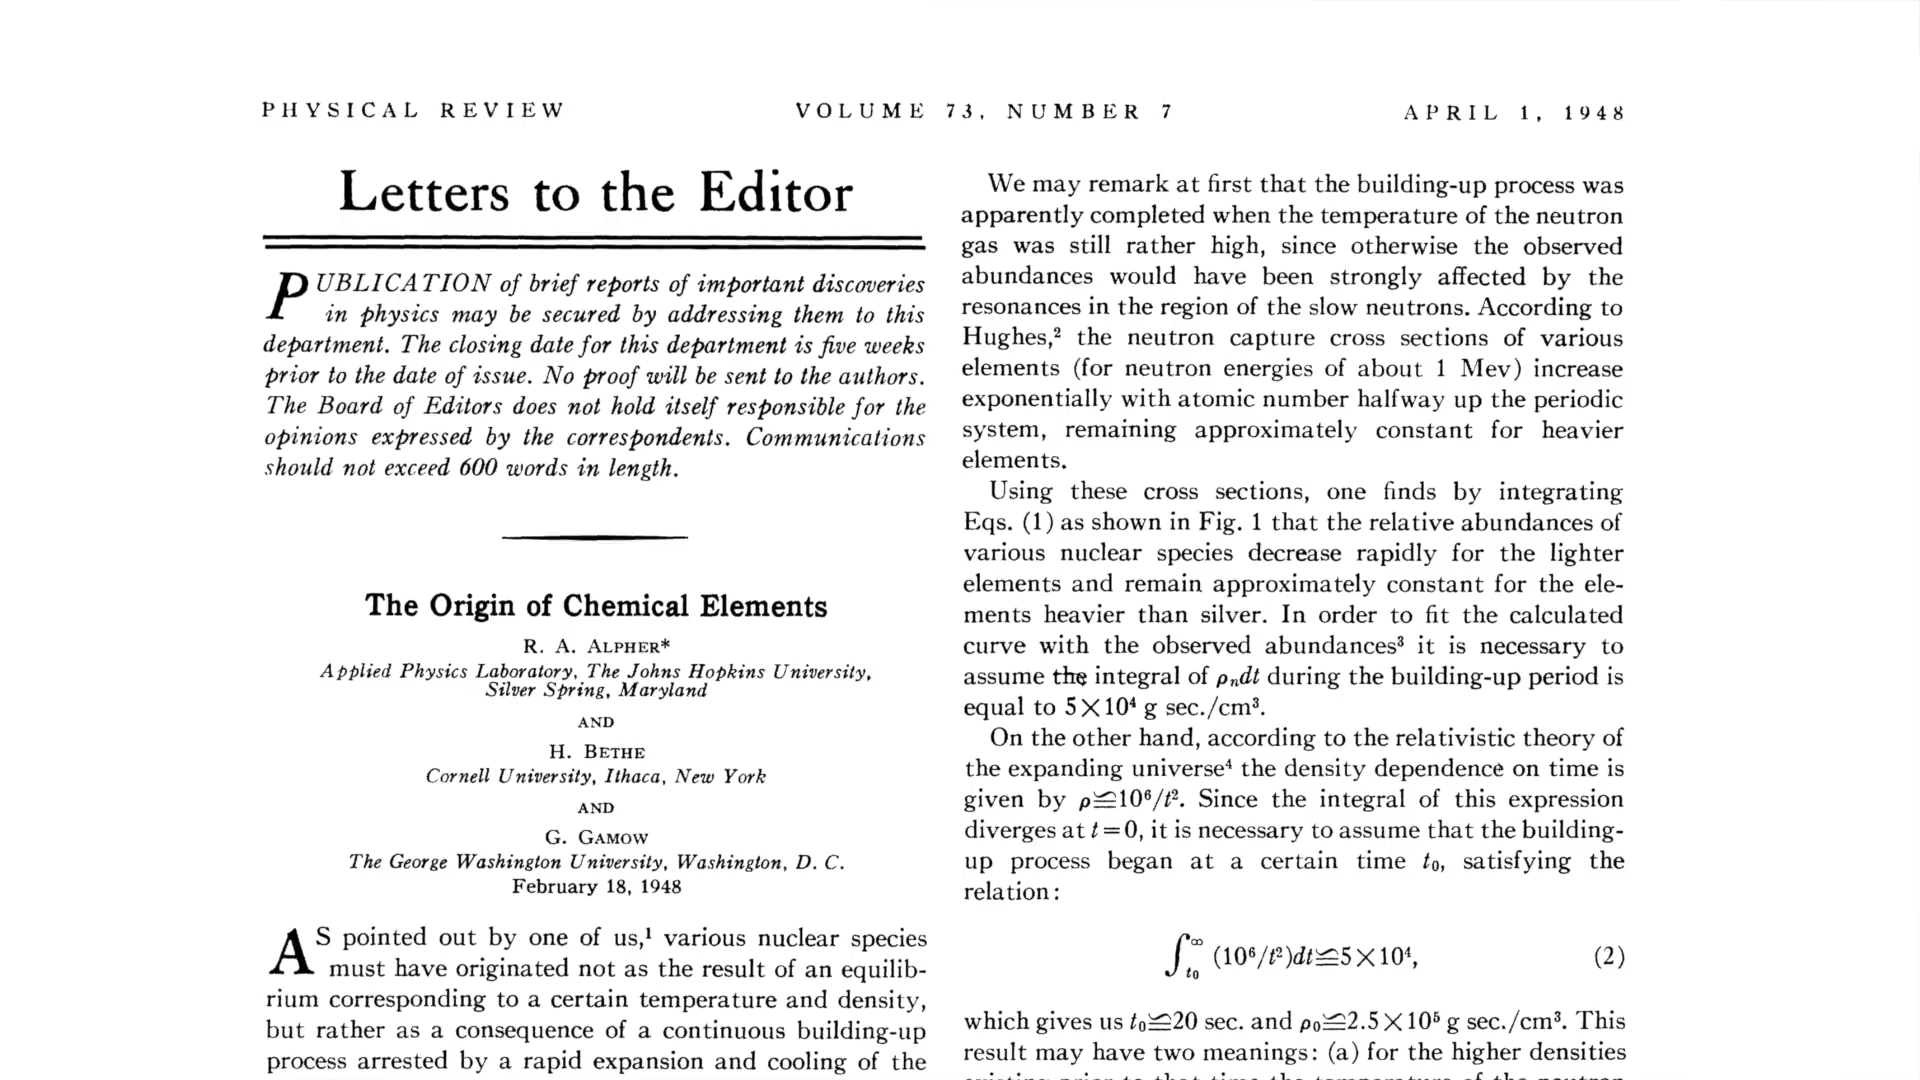 PHYSICAL REVIEW VOLUME 73, NUMBER 7 APRIL 1, 1948
Letters to the Editor
PUBLICATION of brief reports of important discoveries
in physics may be secured by addressing them to this
department. The closing date for this department is five weeks
prior to the date of issue. No proof will be sent to the authors.
The Board of Editors does not hold itself responsible for the
opinions expressed by the correspondents. Communications
should not exceed 600 words in length.
The Origin of Chemical Elements
R. A. ALPHER*
Applied Physics Laboratory, The Johns Hopkins University,
Silver Spring, Maryland
AND
H. BETHE
Cornell University, Ithaca, New York
AND
G. GAMOW
The George Washington University, Washington, D. C.
February 18, 1948
AS pointed out by one of us,¹ various nuclear species
must have originated not as the result of an equilib-
rium corresponding to a certain temperature and density,
but rather as a consequence of a continuous building-up
process arrested by a rapid expansion and cooling of the
We may remark at first that the building-up process was
apparently completed when the temperature of the neutron
gas was still rather high, since otherwise the observed
abundances would have been strongly affected by the
resonances in the region of the slow neutrons. According to
Hughes,² the neutron capture cross sections of various
elements (for neutron energies of about 1 Mev) increase
exponentially with atomic number halfway up the periodic
system, remaining approximately constant for heavier
elements.
Using these cross sections, one finds by integrating
Eqs. (1) as shown in Fig. 1 that the relative abundances of
various nuclear species decrease rapidly for the lighter
elements and remain approximately constant for the ele-
ments heavier than silver. In order to fit the calculated
curve with the observed abundances³ it is necessary to
assume the integral of ρₙdt during the building-up period is
equal to 5×10⁴ g sec./cm³.
On the other hand, according to the relativistic theory of
the expanding universe⁴ the density dependence on time is
given by ρ≌10⁶/t². Since the integral of this expression
diverges at t=0, it is necessary to assume that the building-
up process began at a certain time t₀, satisfying the
relation:
∫t₀^∞ (10⁶/t²)dt≌5×10⁴, (2)
which gives us t₀≌20 sec. and ρ₀≌2.5×10⁵ g sec./cm³. This
result may have two meanings: (a) for the higher densities